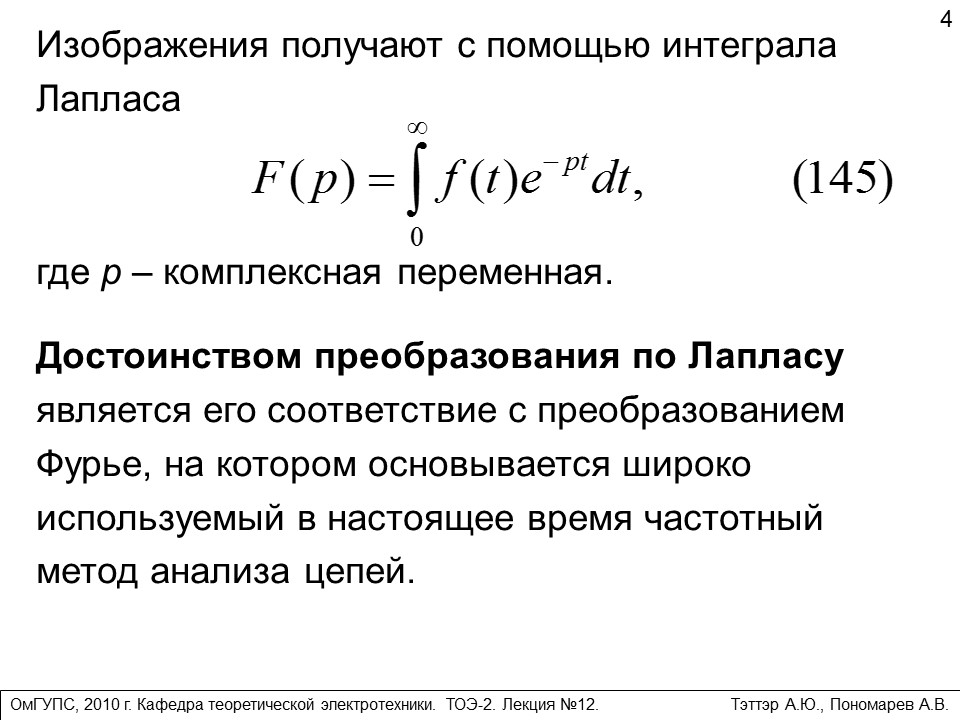 4
Изображения получают с помощью интеграла
Лапласа
F(p) = ∫₀^∞ f(t)e^{−pt}dt, (145)
где p – комплексная переменная.
Достоинством преобразования по Лапласу
является его соответствие с преобразованием
Фурье, на котором основывается широко
используемый в настоящее время частотный
метод анализа цепей.
ОмГУПС, 2010 г. Кафедра теоретической электротехники. ТОЭ-2. Лекция №12. Тэттэр А.Ю., Пономарев А.В.